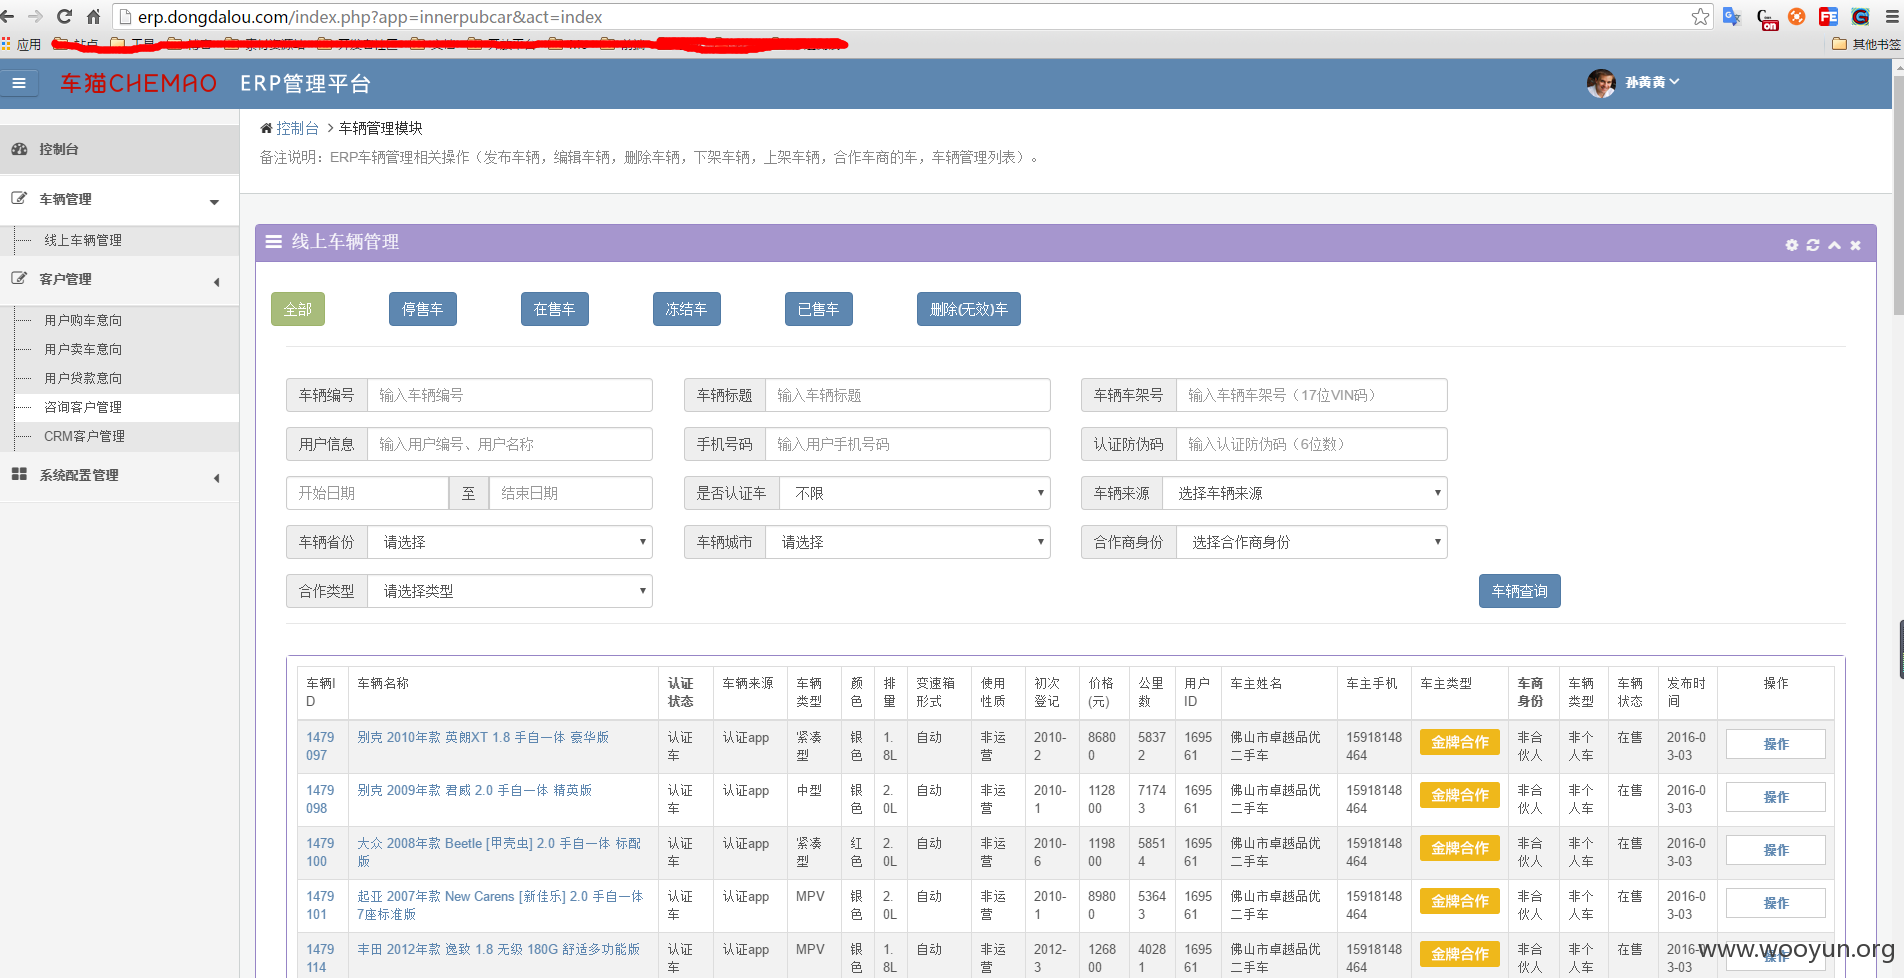 erp.dongdalou.com/index.php?app=innerpubcar&act=index
应用
其他书签
车猫CHEMAO ERP管理平台
孙黄黄
控制台
车辆管理
线上车辆管理
客户管理
用户购车意向
用户卖车意向
用户贷款意向
咨询客户管理
CRM客户管理
系统配置管理
控制台 > 车辆管理模块
备注说明：ERP车辆管理相关操作（发布车辆，编辑车辆，删除车辆，下架车辆，上架车辆，合作车商的车，车辆管理列表）。
线上车辆管理
全部 停售车 在售车 冻结车 已售车 删除(无效)车
车辆编号 输入车辆编号 车辆标题 输入车辆标题 车辆车架号 输入车辆车架号（17位VIN码）
用户信息 输入用户编号、用户名称 手机号码 输入用户手机号码 认证防伪码 输入认证防伪码（6位数）
开始日期 至 结束日期 是否认证车 不限 车辆来源 选择车辆来源
车辆省份 请选择 车辆城市 请选择 合作商身份 选择合作商身份
合作类型 请选择类型 车辆查询
车辆ID 车辆名称 认证状态 车辆来源 车辆类型 颜色 排量 变速箱形式 使用性质 初次登记 价格(元) 公里数 用户ID 车主姓名 车主手机 车主类型 车商身份 车辆类型 车辆状态 发布时间 操作
1479097 别克 2010年款 英朗XT 1.8 手自一体 豪华版 认证车 认证app 紧凑型 银色 1.8L 自动 非运营 2010-2 86800 58372 169561 佛山市卓越品优二手车 15918148464 金牌合作 非合伙人 非个人车 在售 2016-03-03 操作
1479098 别克 2009年款 君威 2.0 手自一体 精英版 认证车 认证app 中型 银色 2.0L 自动 非运营 2010-1 112800 71743 169561 佛山市卓越品优二手车 15918148464 金牌合作 非合伙人 非个人车 在售 2016-03-03 操作
1479100 大众 2008年款 Beetle [甲壳虫] 2.0 手自一体 标配版 认证车 认证app 紧凑型 红色 2.0L 自动 非运营 2010-6 119800 58514 169561 佛山市卓越品优二手车 15918148464 金牌合作 非合伙人 非个人车 在售 2016-03-03 操作
1479101 起亚 2007年款 New Carens [新佳乐] 2.0 手自一体 7座标准版 认证车 认证app MPV 银色 2.0L 自动 非运营 2010-1 89800 53643 169561 佛山市卓越品优二手车 15918148464 金牌合作 非合伙人 非个人车 在售 2016-03-03 操作
1479114 丰田 2012年款 逸致 1.8 无级 180G 舒适多功能版 认证车 认证app MPV 银色 1.8L 自动 非运营 2012-3 126800 40281 169561 佛山市卓越品优二手车 15918148464 金牌合作 非合伙人 非个人车 在售 2016-03-03 操作
www.wooyun.org